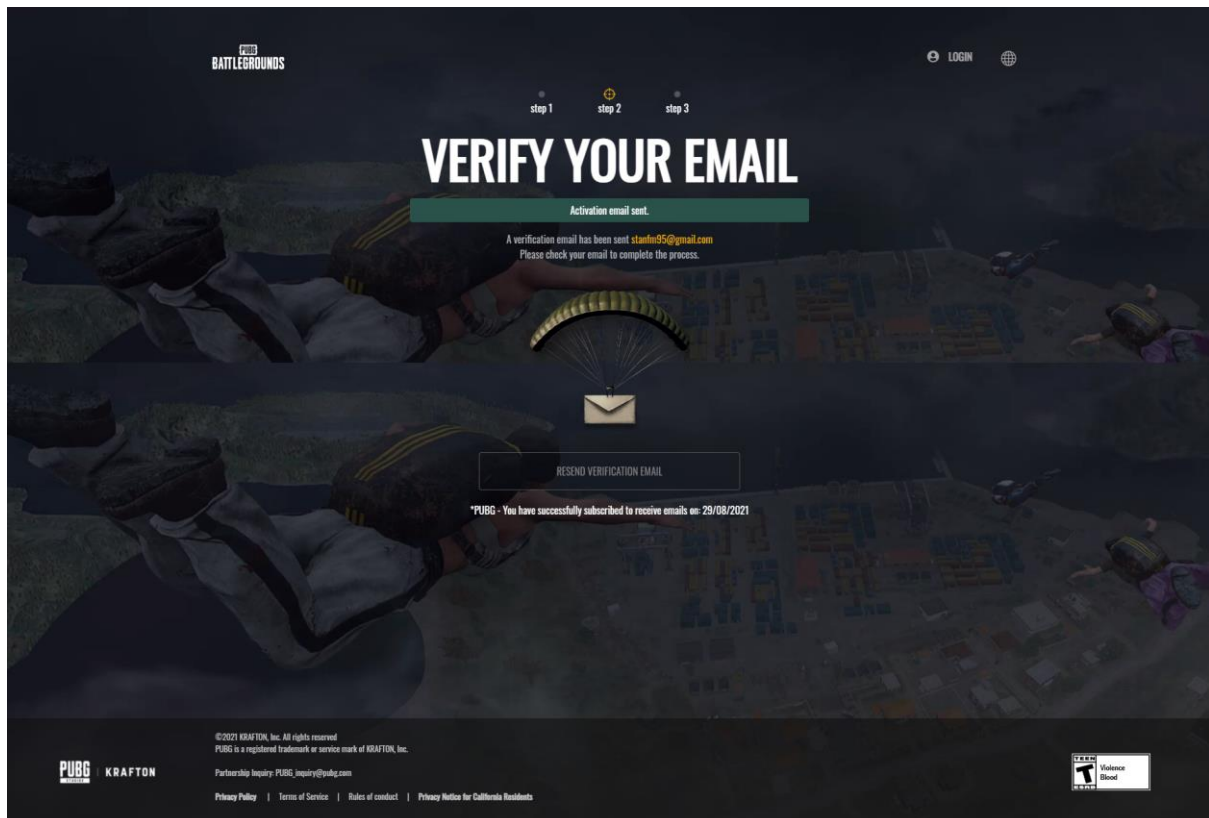 PUBG
BATTLEGROUNDS
LOGIN
step 1
step 2
step 3
VERIFY YOUR EMAIL
Activation email sent.
A verification email has been sent stanfm95@gmail.com
Please check your email to complete the process.
RESEND VERIFICATION EMAIL
*PUBG - You have successfully subscribed to receive emails on: 29/08/2021
©2021 KRAFTON, Inc. All rights reserved
PUBG is a registered trademark or service mark of KRAFTON, Inc.
PUBG
STUDIOS
KRAFTON
Partnership Inquiry: PUBG_inquiry@pubg.com
Privacy Policy | Terms of Service | Rules of conduct | Privacy Notice for California Residents
TEEN
T
ESRB
Violence
Blood